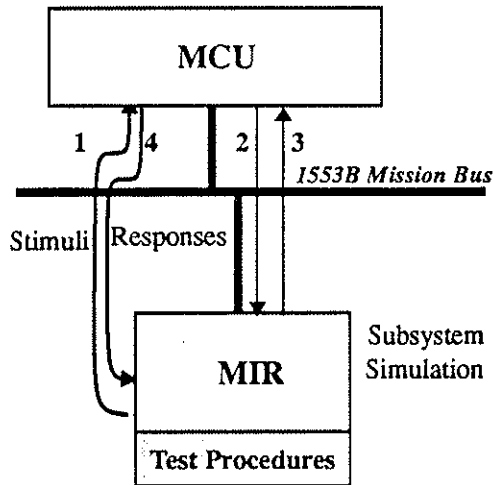 MCU
1 4 2 3
1553B Mission Bus
Stimuli Responses
Subsystem
Simulation
MIR
Test Procedures